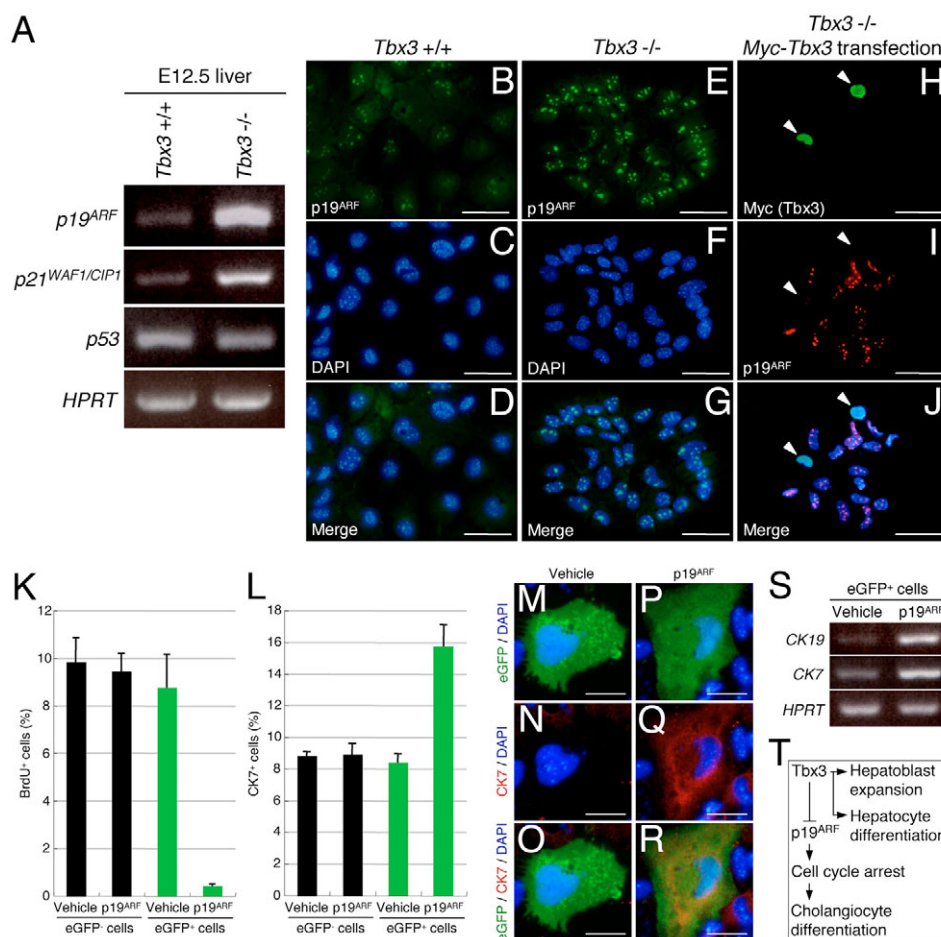 A
E12.5 liver
Tbx3 +/+
Tbx3 -/-
p19ARF
p21WAF1/CIP1
p53
HPRT
Tbx3 +/+
Tbx3 -/-
Tbx3 -/-
Myc-Tbx3 transfection
B
p19ARF
E
p19ARF
H
Myc (Tbx3)
C
DAPI
F
DAPI
I
p19ARF
D
Merge
G
Merge
J
Merge
K
BrdU+ cells (%)
12
10
8
6
4
2
0
Vehicle p19ARF Vehicle p19ARF
eGFP- cells eGFP+ cells
L
CK7+ cells (%)
18
16
14
12
10
8
6
4
2
0
Vehicle p19ARF Vehicle p19ARF
eGFP- cells eGFP+ cells
Vehicle
p19ARF
M
P
eGFP / DAPI
N
Q
CK7 / DAPI
O
R
eGFP / CK7 / DAPI
S
eGFP+ cells
Vehicle p19ARF
CK19
CK7
HPRT
T
Tbx3
Hepatoblast
expansion
Hepatocyte
differentiation
p19ARF
Cell cycle arrest
Cholangiocyte
differentiation